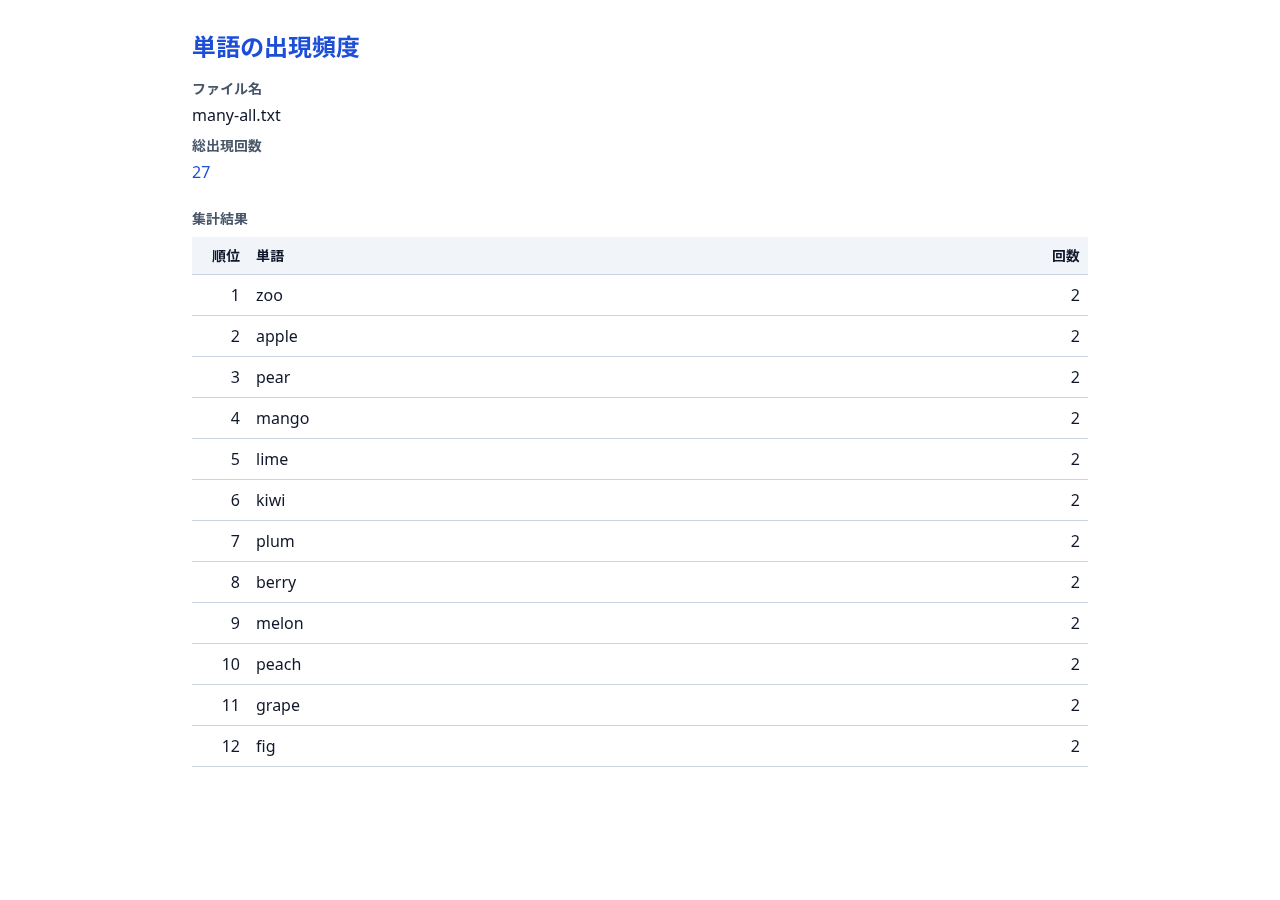 単語の出現頻度
ファイル名
many-all.txt
総出現回数
27
集計結果
順位 単語 回数
1 zoo 2
2 apple 2
3 pear 2
4 mango 2
5 lime 2
6 kiwi 2
7 plum 2
8 berry 2
9 melon 2
10 peach 2
11 grape 2
12 fig 2